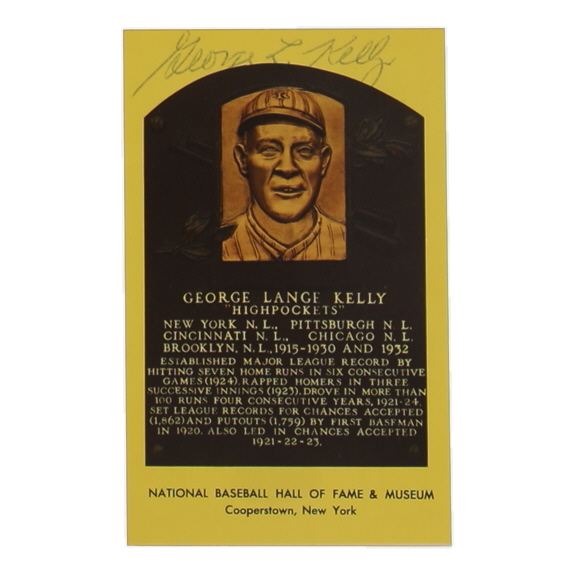 George L. Kelly
GEORGE LANGE KELLY
"HIGHPOCKETS"
NEW YORK N. L., PITTSBURGH N L.
CINCINNATI N. L., CHICAGO N. L.
BROOKLYN, N. L., 1915-1930 AND 1932
ESTABLISHED MAJOR LEAGUE RECORD BY
HITTING SEVEN HOME RUNS IN SIX CONSECUTIVE
GAMES (1924). RAPPED HOMERS IN THREE
SUCCESSIVE INNINGS (1923). DROVE IN MORE THAN
100 RUNS FOUR CONSECUTIVE YEARS, 1921-24.
SET LEAGUE RECORDS FOR CHANCES ACCEPTED
(1,862) AND PUTOUTS (1,759) BY FIRST BASEMAN
IN 1920. ALSO LED IN CHANCES ACCEPTED
1921-22-23.
NATIONAL BASEBALL HALL OF FAME & MUSEUM
Cooperstown, New York